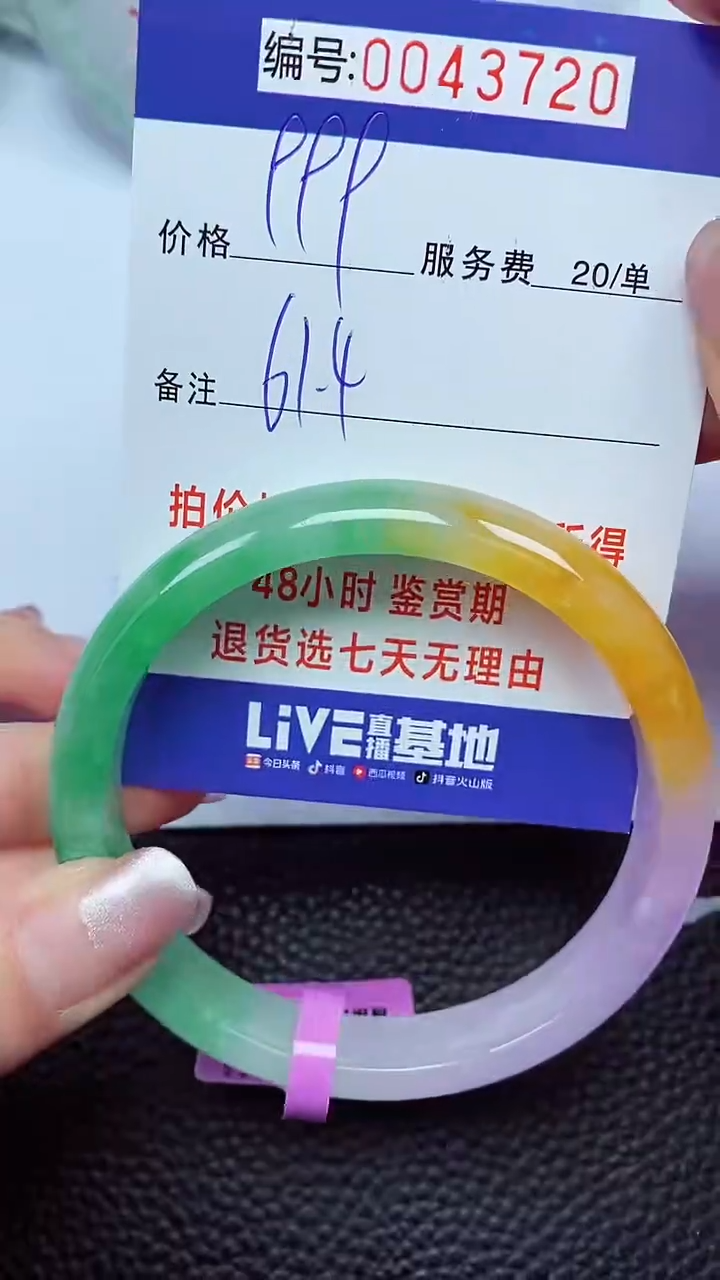 编号:0043720
价格 PPP 服务费 20/单
备注 61.4
拍价 所得
48小时 鉴赏期
退货选七天无理由
LiVE直播基地
今日头条 抖音 西瓜视频 抖音火山版